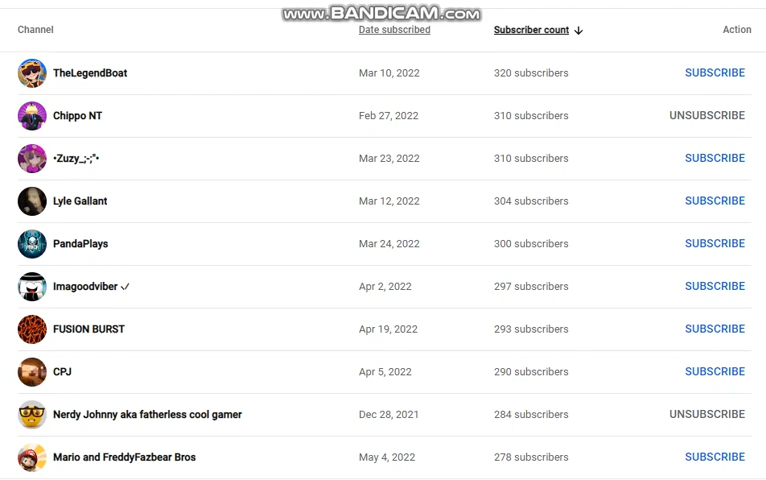 www.BANDICAM.com
Channel Date subscribed Subscriber count ↓ Action
TheLegendBoat Mar 10, 2022 320 subscribers SUBSCRIBE
Chippo NT Feb 27, 2022 310 subscribers UNSUBSCRIBE
•Zuzy_;-;°• Mar 23, 2022 310 subscribers SUBSCRIBE
Lyle Gallant Mar 12, 2022 304 subscribers SUBSCRIBE
PandaPlays Mar 24, 2022 300 subscribers SUBSCRIBE
Imagoodviber ✓ Apr 2, 2022 297 subscribers SUBSCRIBE
FUSION BURST Apr 19, 2022 293 subscribers SUBSCRIBE
CPJ Apr 5, 2022 290 subscribers SUBSCRIBE
Nerdy Johnny aka fatherless cool gamer Dec 28, 2021 284 subscribers UNSUBSCRIBE
Mario and FreddyFazbear Bros May 4, 2022 278 subscribers SUBSCRIBE